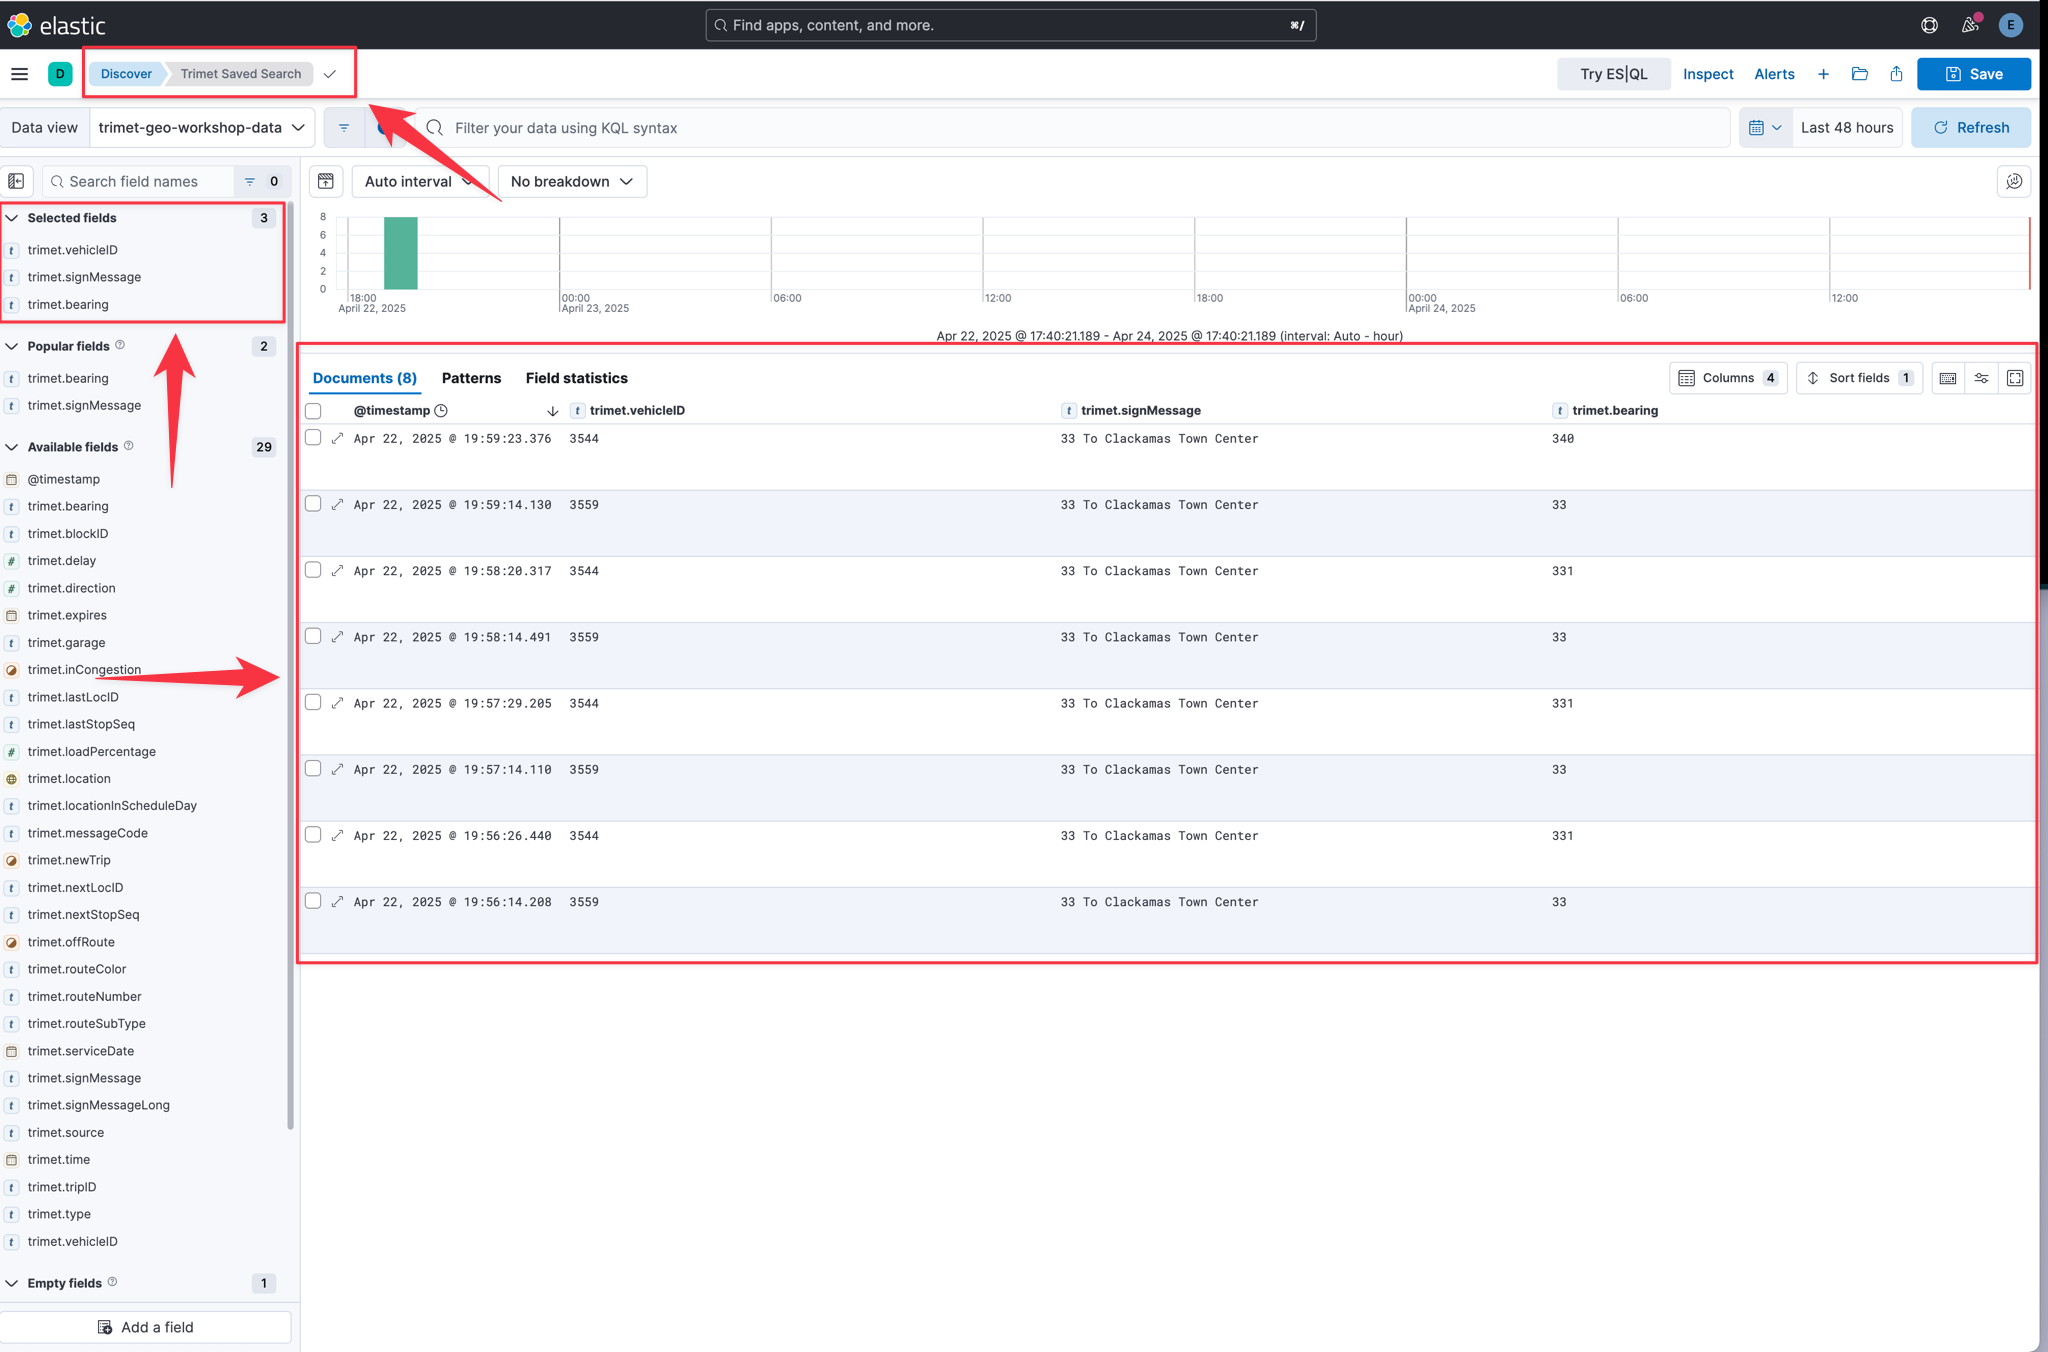 elastic
Find apps, content, and more.
⌘/
E
D
Discover
Trimet Saved Search
Try ES|QL
Inspect
Alerts
Save
Data view
trimet-geo-workshop-data
Filter your data using KQL syntax
Last 48 hours
Refresh
Search field names
0
Auto interval
No breakdown
Selected fields
3
trimet.vehicleID
trimet.signMessage
trimet.bearing
Popular fields
2
trimet.bearing
trimet.signMessage
Available fields
29
@timestamp
trimet.bearing
trimet.blockID
trimet.delay
trimet.direction
trimet.expires
trimet.garage
trimet.inCongestion
trimet.lastLocID
trimet.lastStopSeq
trimet.loadPercentage
trimet.location
trimet.locationInScheduleDay
trimet.messageCode
trimet.newTrip
trimet.nextLocID
trimet.nextStopSeq
trimet.offRoute
trimet.routeColor
trimet.routeNumber
trimet.routeSubType
trimet.serviceDate
trimet.signMessage
trimet.signMessageLong
trimet.source
trimet.time
trimet.tripID
trimet.type
trimet.vehicleID
Empty fields
1
Add a field
8
6
4
2
0
18:00
April 22, 2025
00:00
April 23, 2025
06:00
12:00
18:00
00:00
April 24, 2025
06:00
12:00
Apr 22, 2025 @ 17:40:21.189 - Apr 24, 2025 @ 17:40:21.189 (interval: Auto - hour)
Documents (8)
Patterns
Field statistics
Columns 4
Sort fields 1
@timestamp trimet.vehicleID trimet.signMessage trimet.bearing
Apr 22, 2025 @ 19:59:23.376 3544 33 To Clackamas Town Center 340
Apr 22, 2025 @ 19:59:14.130 3559 33 To Clackamas Town Center 33
Apr 22, 2025 @ 19:58:20.317 3544 33 To Clackamas Town Center 331
Apr 22, 2025 @ 19:58:14.491 3559 33 To Clackamas Town Center 33
Apr 22, 2025 @ 19:57:29.205 3544 33 To Clackamas Town Center 331
Apr 22, 2025 @ 19:57:14.110 3559 33 To Clackamas Town Center 33
Apr 22, 2025 @ 19:56:26.440 3544 33 To Clackamas Town Center 331
Apr 22, 2025 @ 19:56:14.208 3559 33 To Clackamas Town Center 33